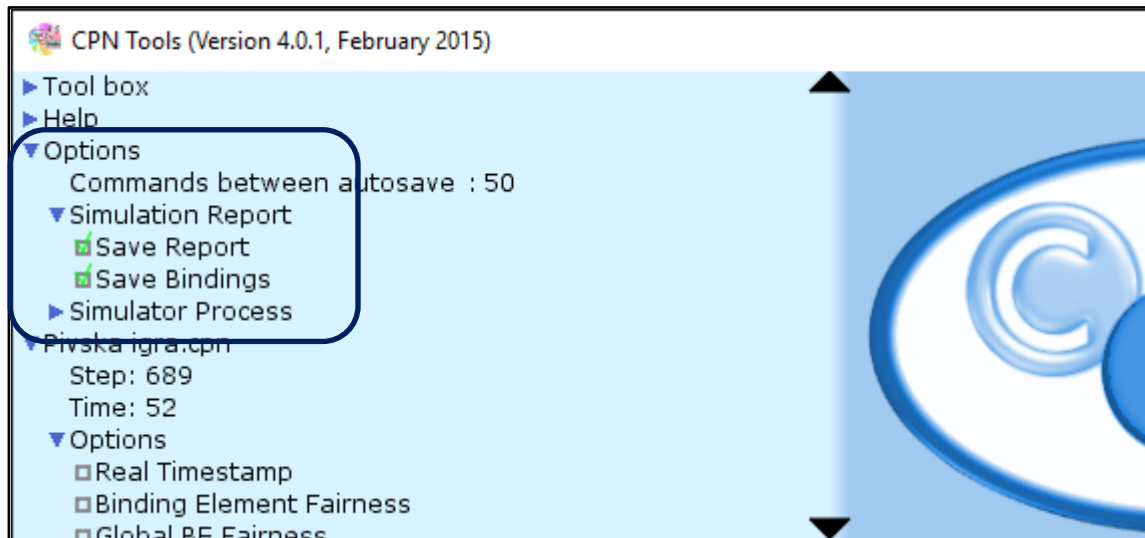 CPN Tools (Version 4.0.1, February 2015)
Tool box
Help
Options
Commands between autosave : 50
Simulation Report
Save Report
Save Bindings
Simulator Process
Pivska igra.cpn
Step: 689
Time: 52
Options
Real Timestamp
Binding Element Fairness
Global BE Fairness
©